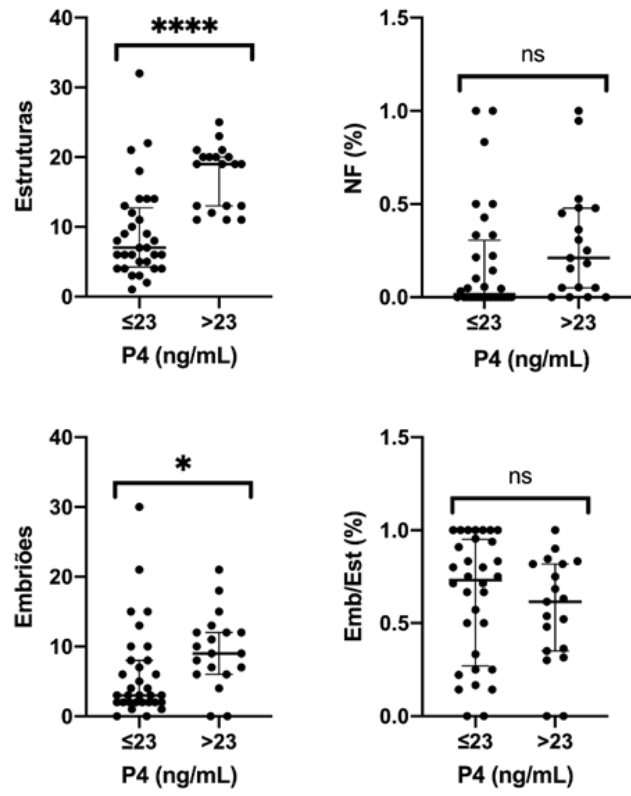 Estruturas
40
30
20
10
0
****
≤23
>23
P4 (ng/mL)
NF (%)
1.5
1.0
0.5
0.0
ns
≤23
>23
P4 (ng/mL)
Embriões
40
30
20
10
0
*
≤23
>23
P4 (ng/mL)
Emb/Est (%)
1.5
1.0
0.5
0.0
ns
≤23
>23
P4 (ng/mL)